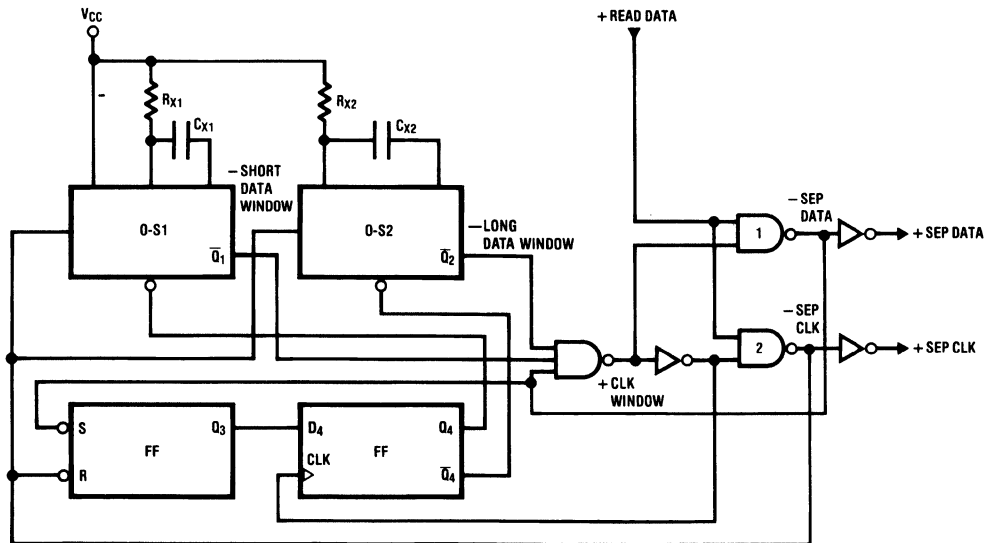 + READ DATA
VCC
RX1
RX2
CX1
CX2
– SHORT
DATA
WINDOW
O-S1
Q̅1
O-S2
– LONG
DATA WINDOW
Q̅2
1
– SEP
DATA
+ SEP DATA
– SEP
CLK
2
+ SEP CLK
+ CLK
WINDOW
S
Q3
FF
R
D4
Q4
CLK
FF
Q̅4